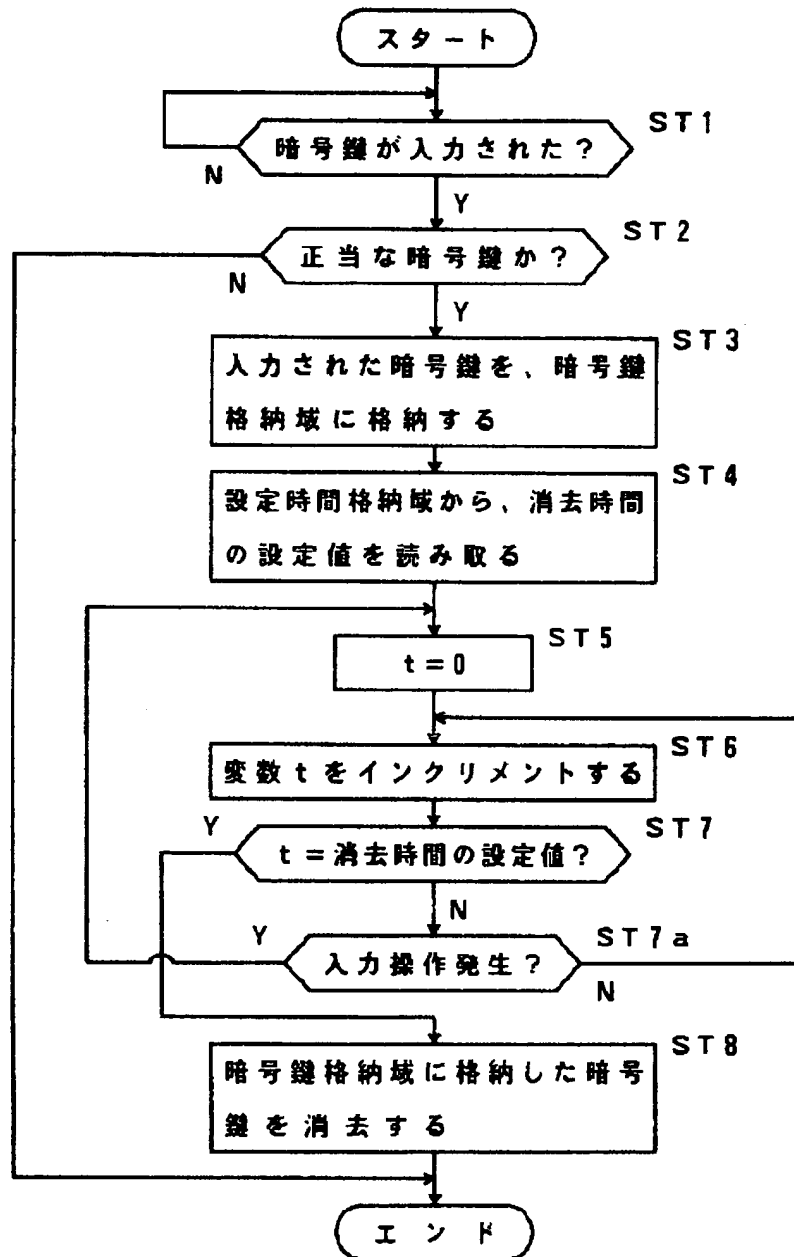 スタート
ST1
暗号鍵が入力された?
N
Y
ST2
正当な暗号鍵か?
N
Y
ST3
入力された暗号鍵を、暗号鍵
格納域に格納する
ST4
設定時間格納域から、消去時間
の設定値を読み取る
ST5
t=0
ST6
変数tをインクリメントする
Y
ST7
t=消去時間の設定値?
N
Y
ST7a
入力操作発生?
N
ST8
暗号鍵格納域に格納した暗号
鍵を消去する
エンド